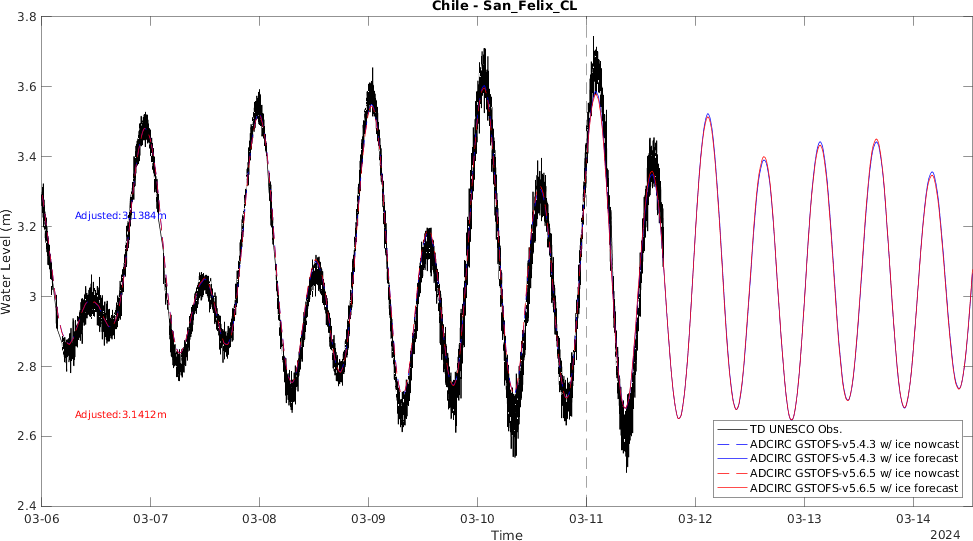 Chile - San_Felix_CL
3.8
3.6
3.4
3.2
3
2.8
2.6
2.4
Water Level (m)
Adjusted:3.1384m
Adjusted:3.1412m
TD UNESCO Obs.
ADCIRC GSTOFS-v5.4.3 w/ ice nowcast
ADCIRC GSTOFS-v5.4.3 w/ ice forecast
ADCIRC GSTOFS-v5.6.5 w/ ice nowcast
ADCIRC GSTOFS-v5.6.5 w/ ice forecast
03-06 03-07 03-08 03-09 03-10 03-11 03-12 03-13 03-14
Time
2024